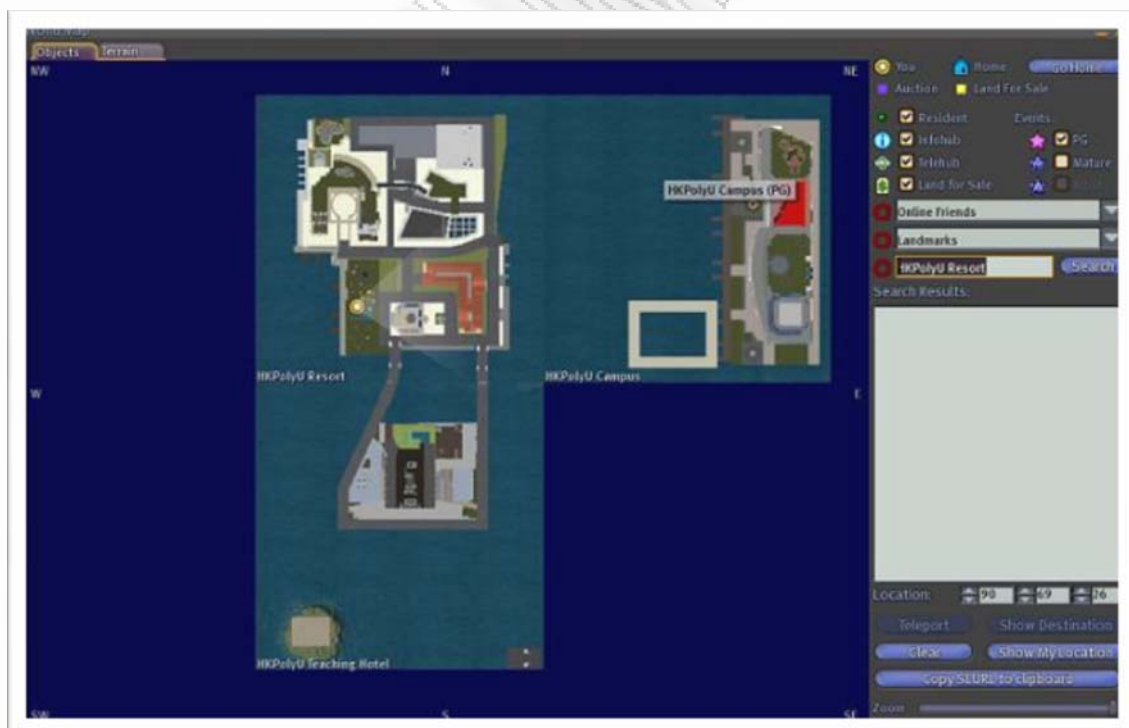 World Map
Objects Terrain
NW N NE
You Home Go Home
Auction Land For Sale
Resident Events:
Infohub PG
Telehub Mature
Land for Sale
HKPolyU Campus (PG)
Online Friends
Landmarks
HKPolyU Resort Search
Search Results:
HKPolyU Resort HKPolyU Campus
W E
Location: 90 69 26
Teleport Show Destination
Clear Show My Location
HKPolyU Teaching Hotel
Copy SLURL to clipboard
Zoom
SW S SE